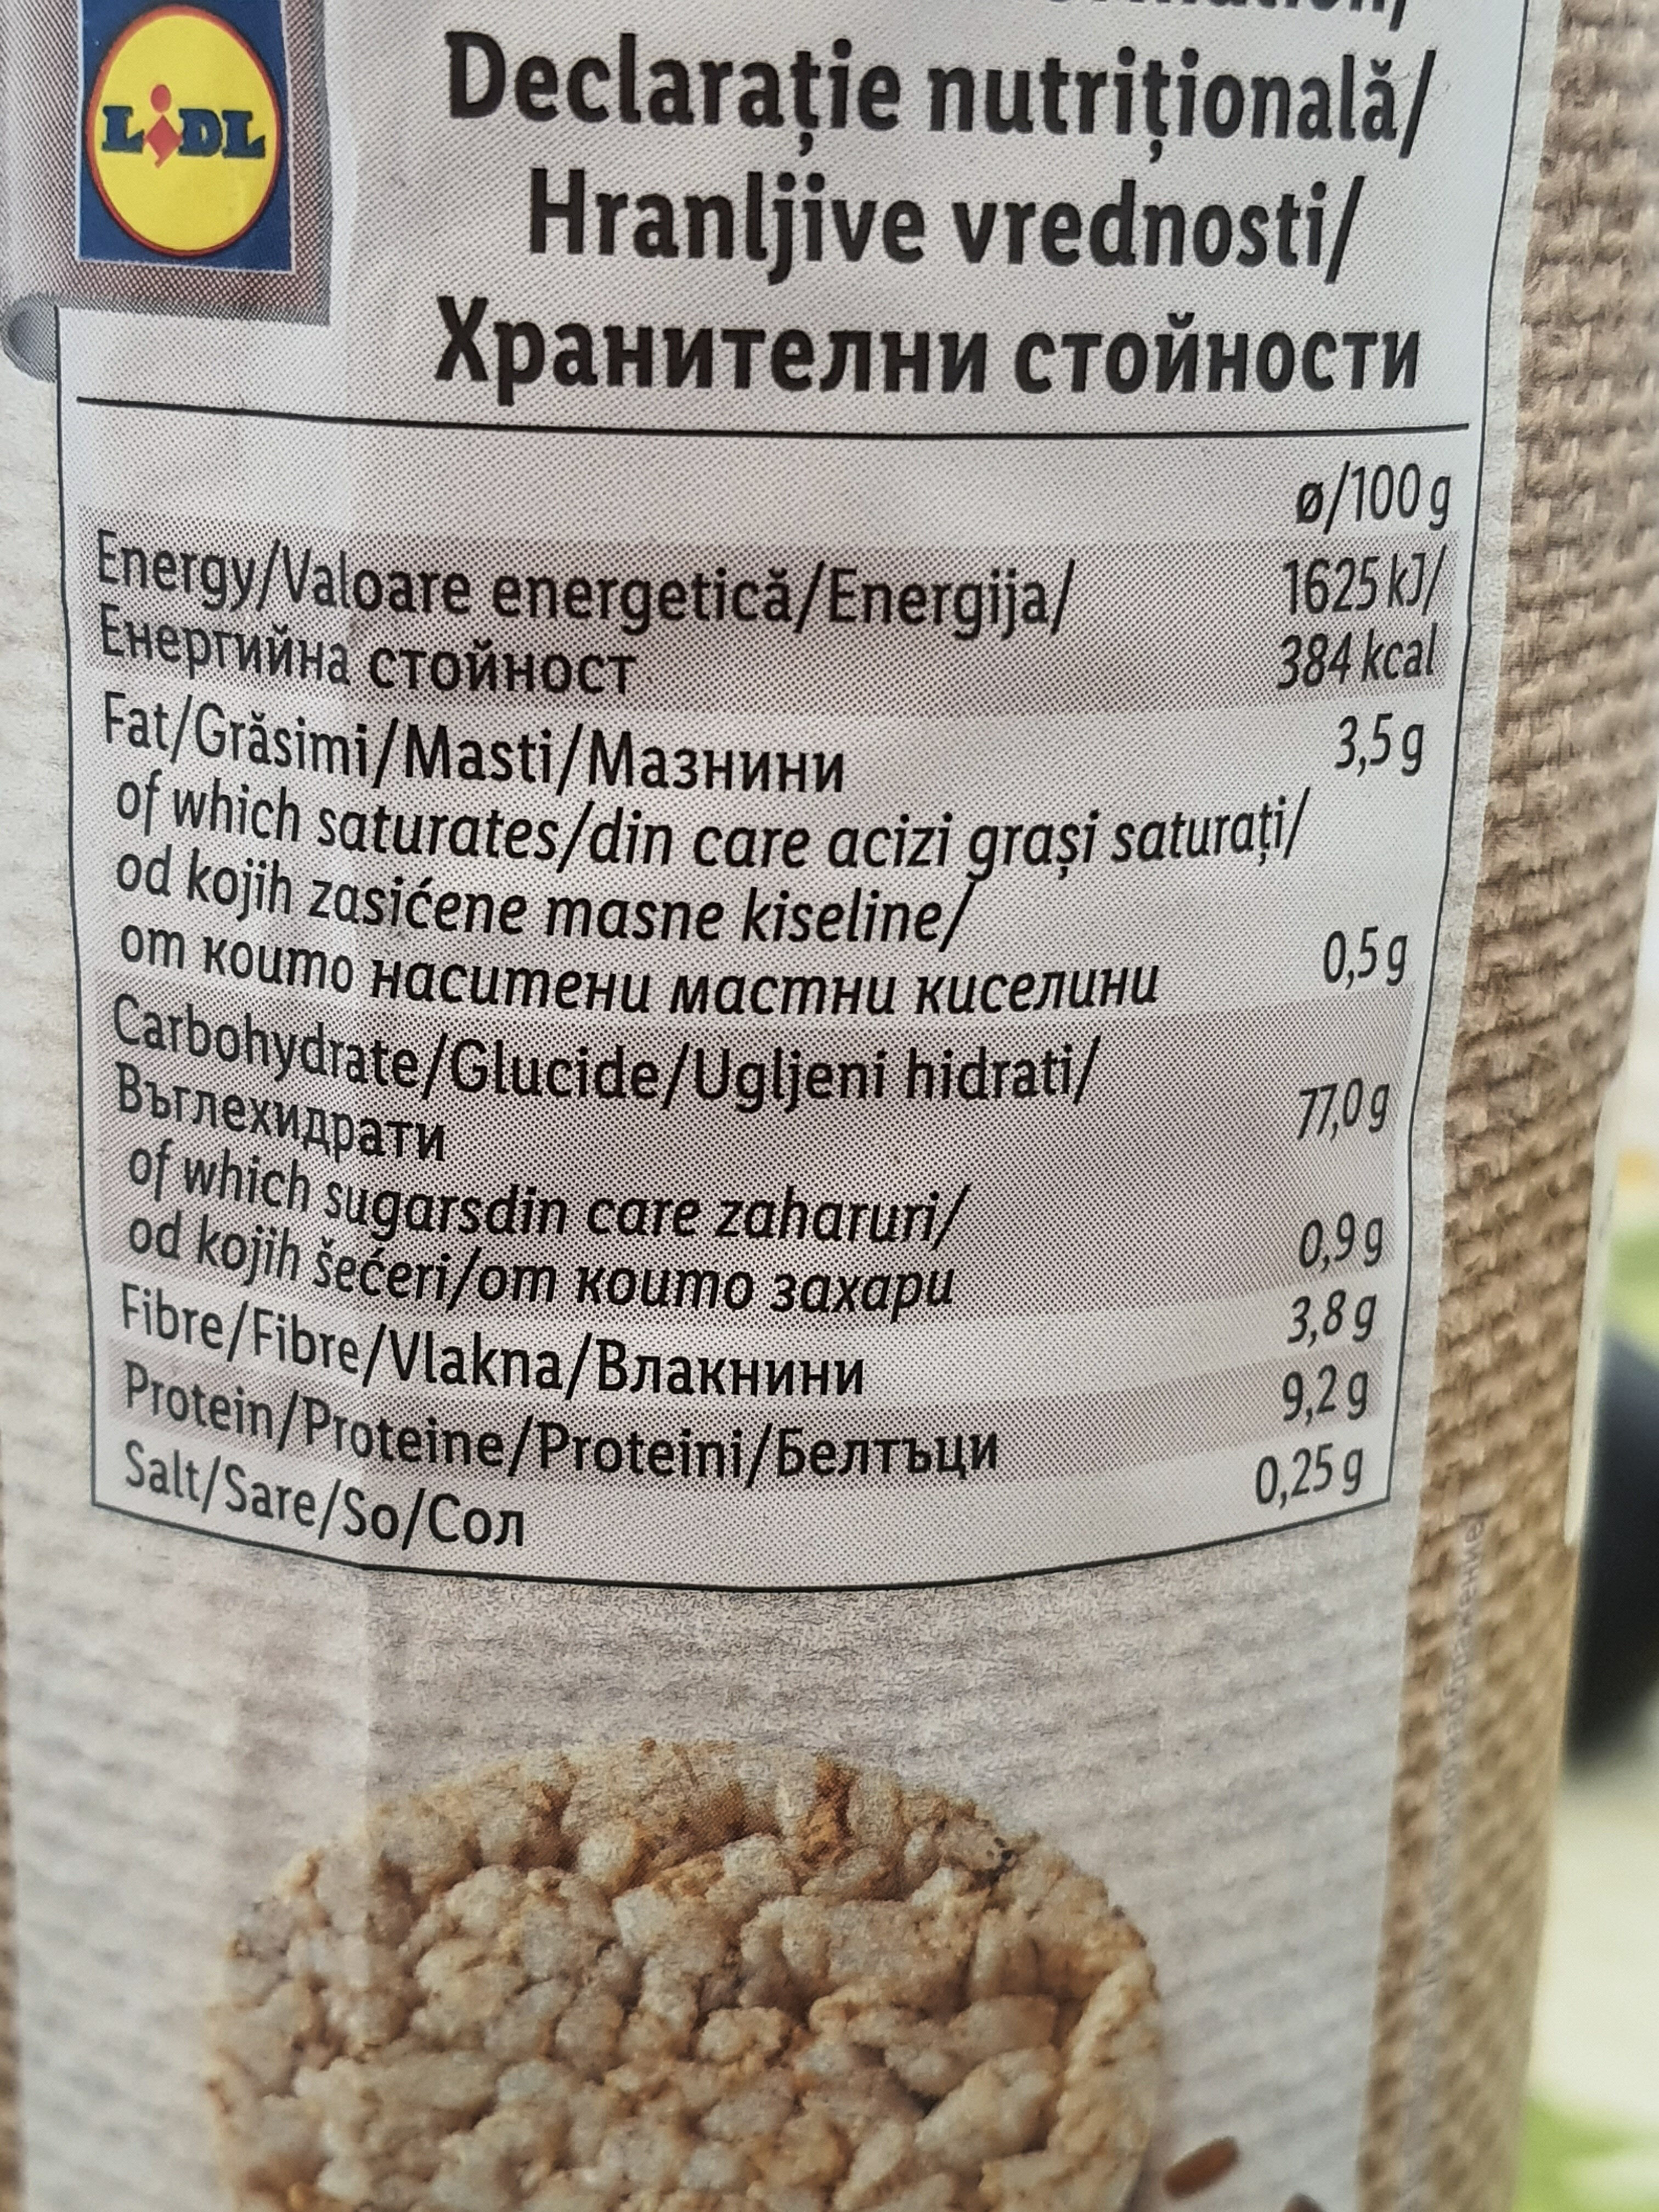 LIDL
Declarație nutrițională/
Hranljive vrednosti/
Хранителни стойности
ø/100 g
Energy/Valoare energetică/Energija/ 1625 kJ/
Енергийна стойност 384 kcal
Fat/Grăsimi/Masti/Мазнини 3,5 g
of which saturates/din care acizi grași saturați/
od kojih zasićene masne kiseline/
от които наситени мастни киселини 0,5 g
Carbohydrate/Glucide/Ugljeni hidrati/
Въглехидрати 77,0 g
of which sugarsdin care zaharuri/
od kojih šećeri/от които захари 0,9 g
Fibre/Fibre/Vlakna/Влакнини 3,8 g
Protein/Proteine/Proteini/Белтъци 9,2 g
Salt/Sare/So/Сол 0,25 g